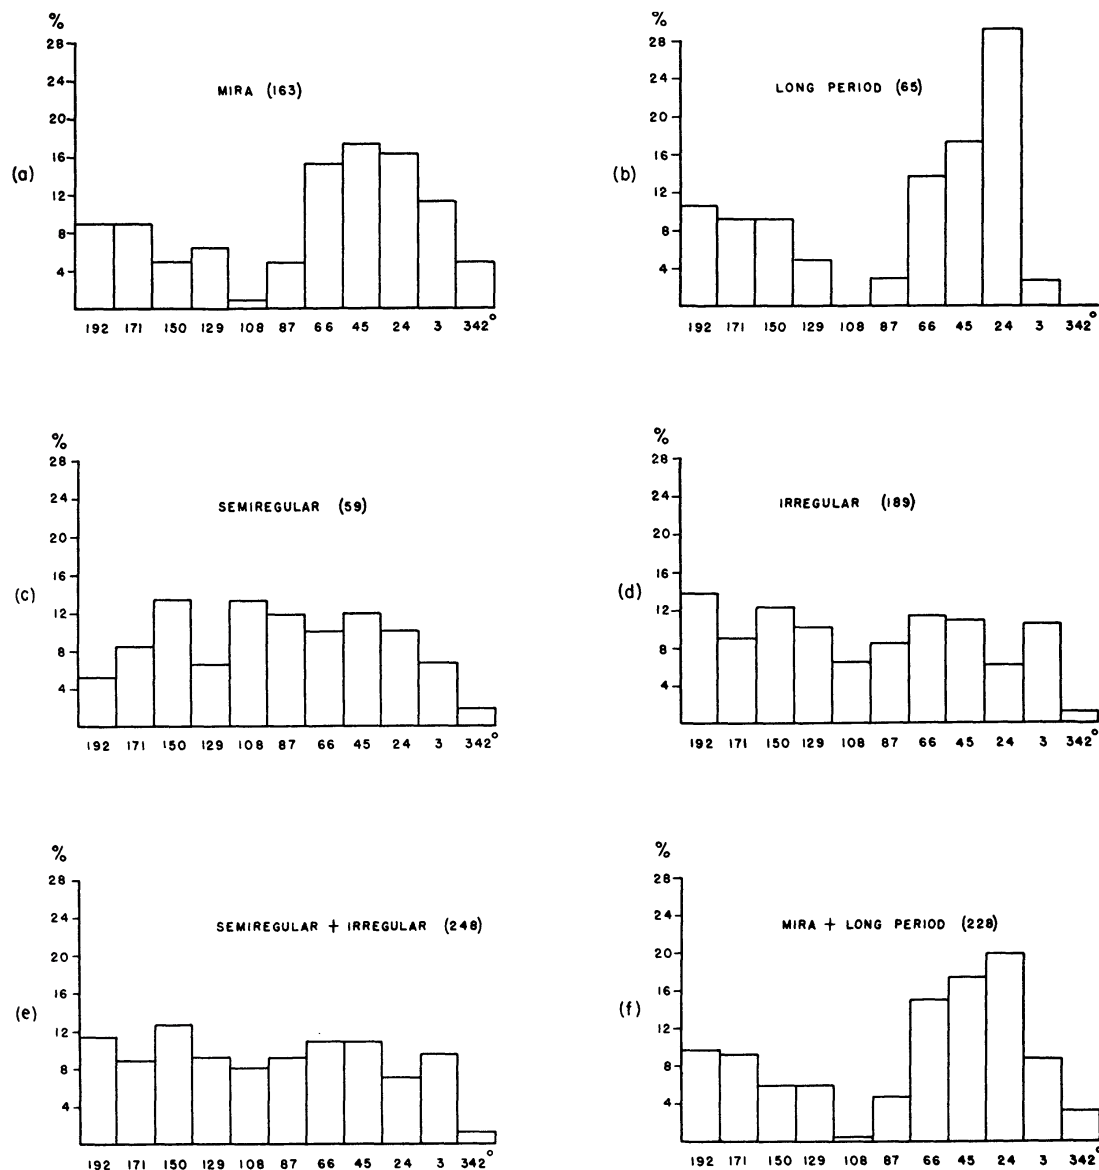 %
28
24
MIRA (163)
20
(a)
16
12
8
4
192 171 150 129 108 87 66 45 24 3 342°
%
28
24
LONG PERIOD (65)
20
(b)
16
12
8
4
192 171 150 129 108 87 66 45 24 3 342°
%
28
24
SEMIREGULAR (59)
20
16
(c)
12
8
4
192 171 150 129 108 87 66 45 24 3 342°
%
28
24
IRREGULAR (189)
20
16
(d)
12
8
4
192 171 150 129 108 87 66 45 24 3 342°
%
28
24
SEMIREGULAR + IRREGULAR (248)
20
16
(e)
12
8
4
192 171 150 129 108 87 66 45 24 3 342°
%
28
24
MIRA + LONG PERIOD (228)
20
16
(f)
12
8
4
192 171 150 129 108 87 66 45 24 3 342°